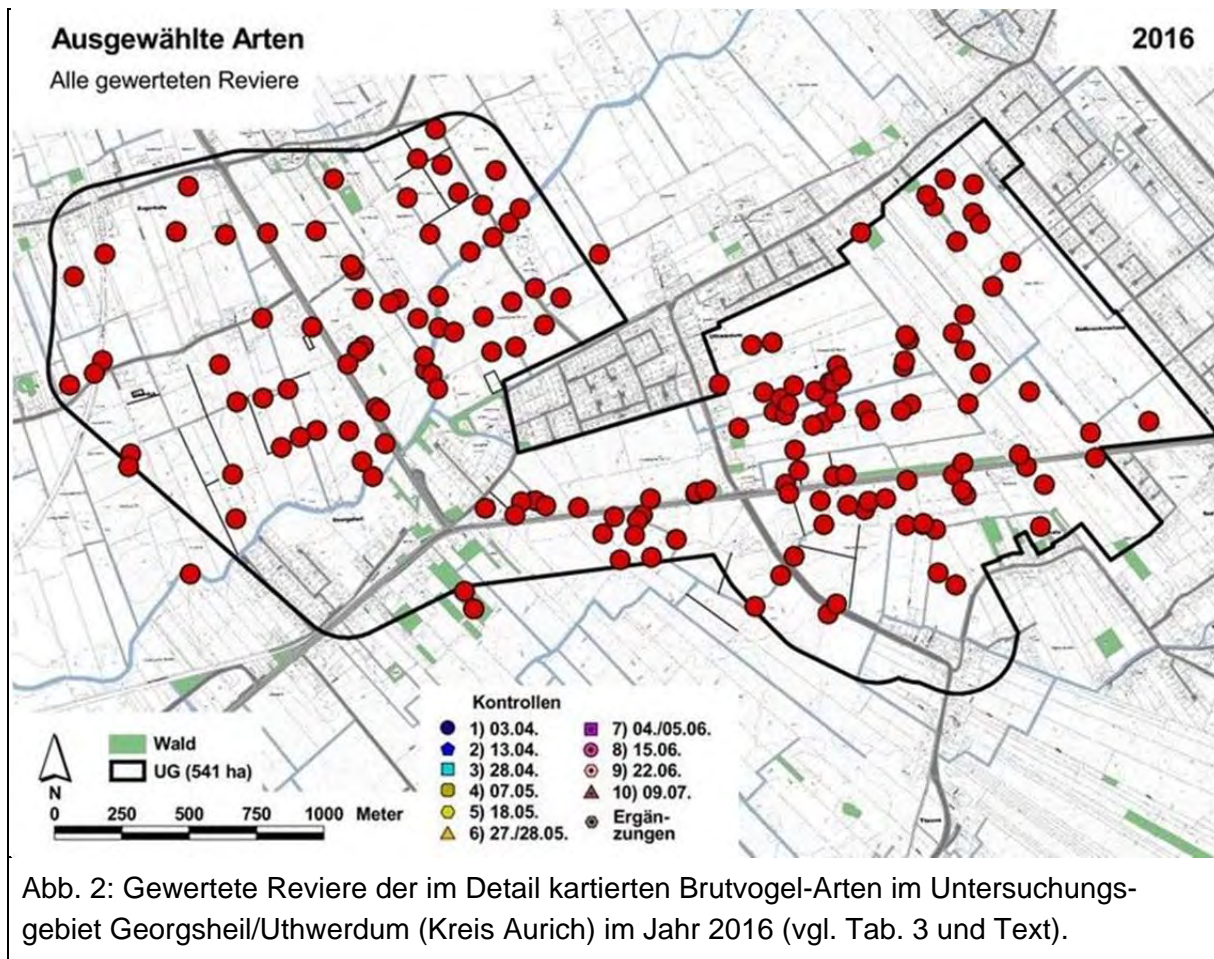 Ausgewählte Arten
2016
Alle gewerteten Reviere
Kontrollen
1) 03.04.
2) 13.04.
3) 28.04.
4) 07.05.
5) 18.05.
6) 27./28.05.
7) 04./05.06.
8) 15.06.
9) 22.06.
10) 09.07.
Ergän-
zungen
Wald
UG (541 ha)
N
0 250 500 750 1000 Meter
Abb. 2: Gewertete Reviere der im Detail kartierten Brutvogel-Arten im Untersuchungs-
gebiet Georgsheil/Uthwerdum (Kreis Aurich) im Jahr 2016 (vgl. Tab. 3 und Text).